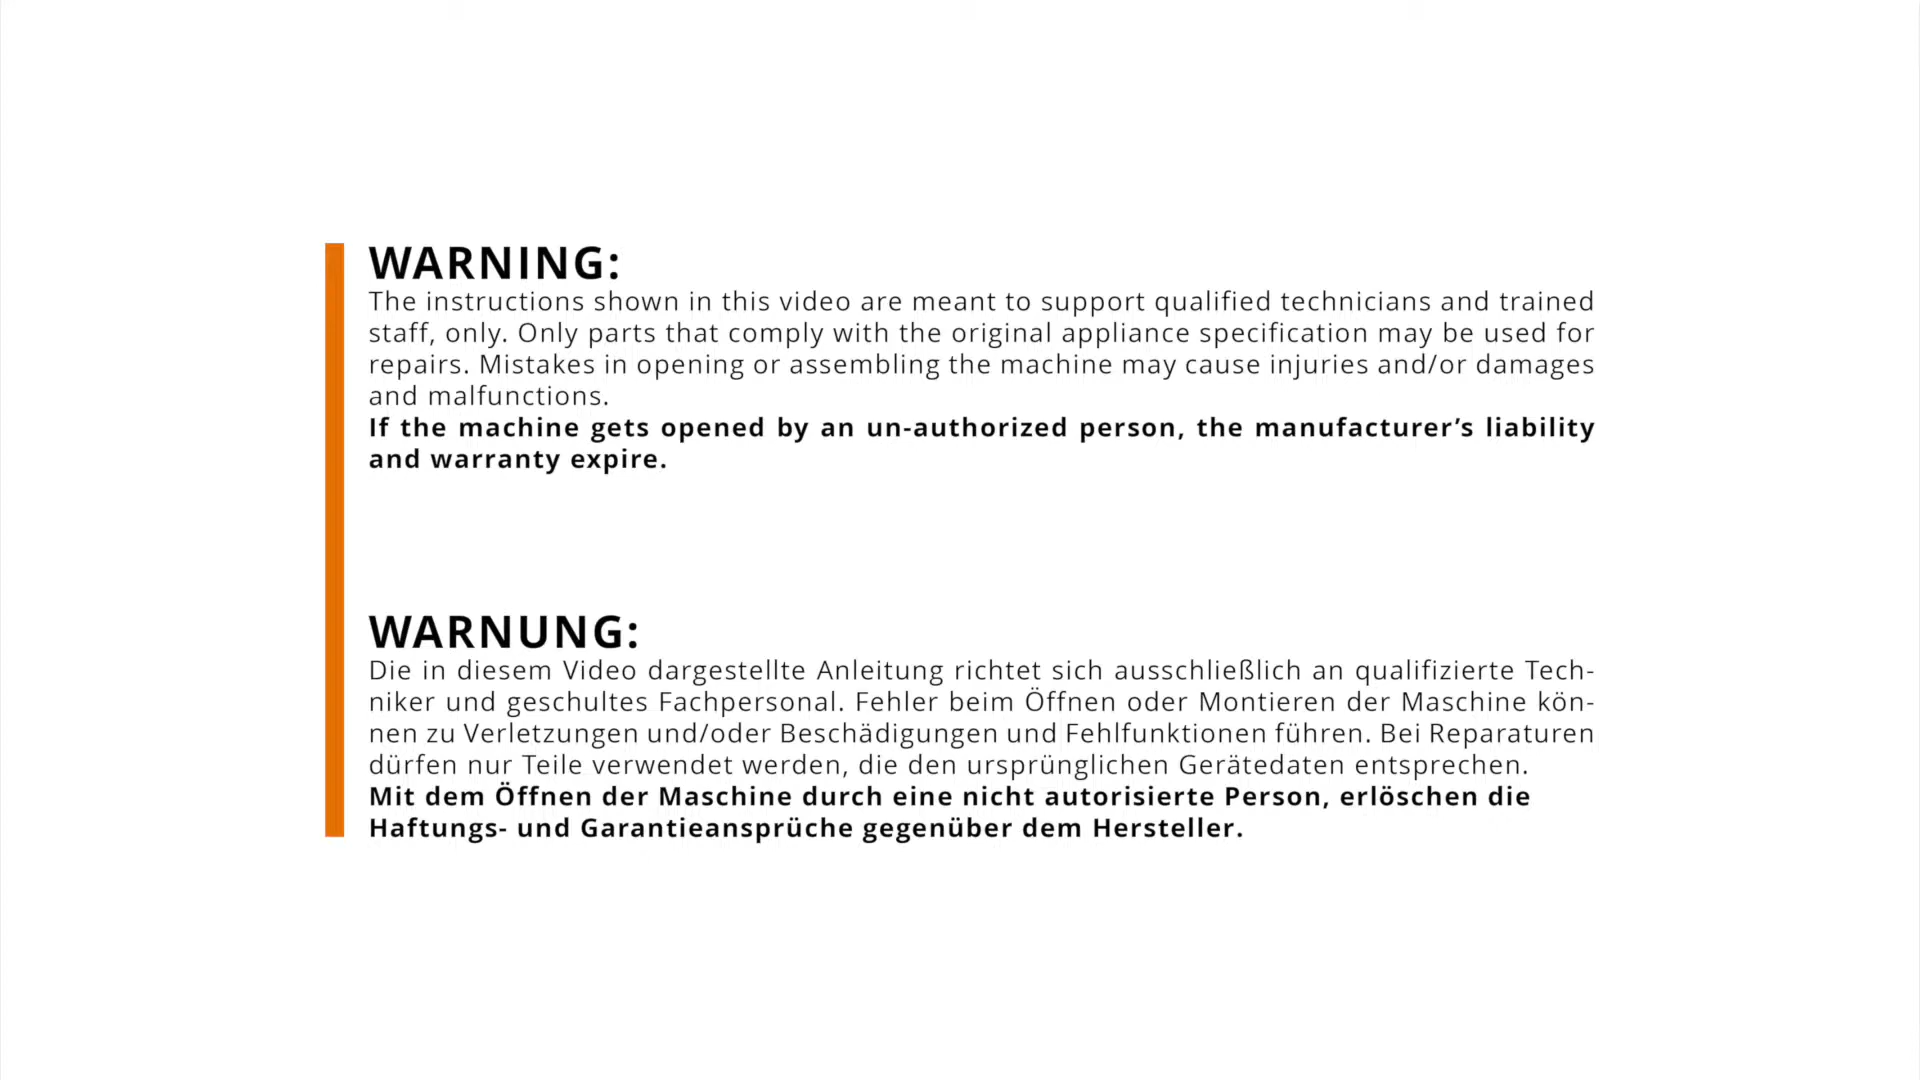 WARNING:
The instructions shown in this video are meant to support qualified technicians and trained
staff, only. Only parts that comply with the original appliance specification may be used for
repairs. Mistakes in opening or assembling the machine may cause injuries and/or damages
and malfunctions.
If the machine gets opened by an un-authorized person, the manufacturer’s liability
and warranty expire.
WARNUNG:
Die in diesem Video dargestellte Anleitung richtet sich ausschließlich an qualifizierte Tech-
niker und geschultes Fachpersonal. Fehler beim Öffnen oder Montieren der Maschine kön-
nen zu Verletzungen und/oder Beschädigungen und Fehlfunktionen führen. Bei Reparaturen
dürfen nur Teile verwendet werden, die den ursprünglichen Gerätedaten entsprechen.
Mit dem Öffnen der Maschine durch eine nicht autorisierte Person, erlöschen die
Haftungs- und Garantieansprüche gegenüber dem Hersteller.